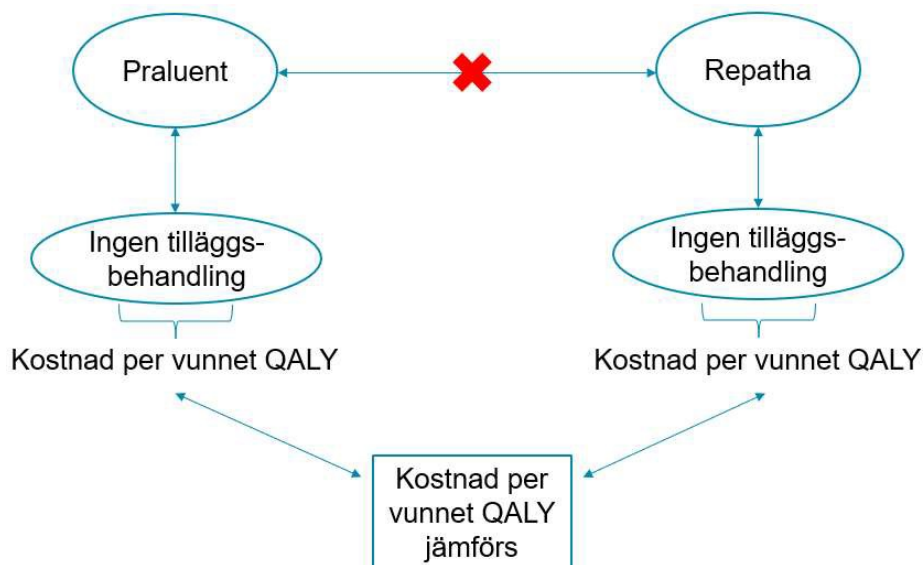 Praluent
Repatha
Ingen tilläggs-
behandling
Ingen tilläggs-
behandling
Kostnad per vunnet QALY
Kostnad per vunnet QALY
Kostnad per
vunnet QALY
jämförs